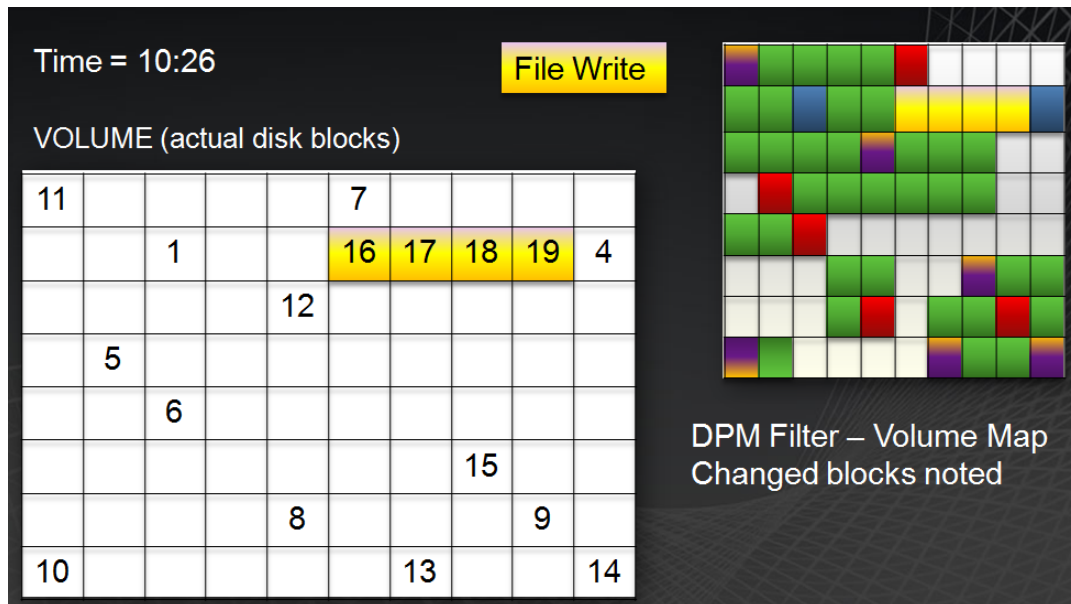 Time = 10:26
File Write
VOLUME (actual disk blocks)
11 7
1 16 17 18 19 4
12
5
6
15
8 9
10 13 14
DPM Filter – Volume Map
Changed blocks noted